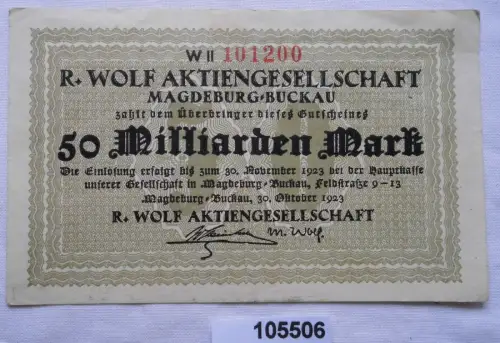 W II 101200
R. WOLF AKTIENGESELLSCHAFT
MAGDEBURG-BUCKAU
zahlt dem Überbringer dieses Gutscheines
50 Milliarden Mark
Die Einlösung erfolgt bis zum 30. November 1923 bei der Hauptkasse
unserer Gesellschaft in Magdeburg-Buckau, Feldstraße 9-13
Magdeburg-Buckau, 30. Oktober 1923
R. WOLF AKTIENGESELLSCHAFT
M. Wolf
105506